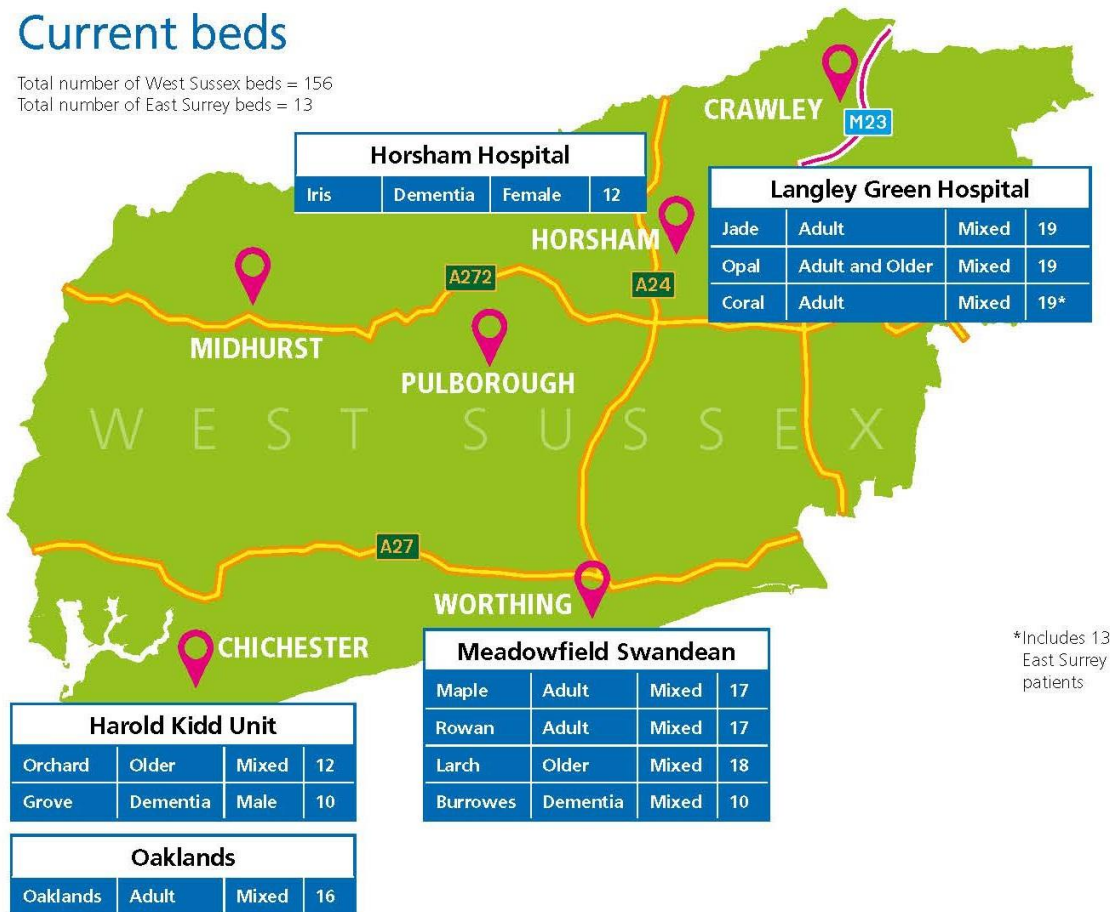 Current beds
Total number of West Sussex beds = 156
Total number of East Surrey beds = 13
CRAWLEY
M23
Horsham Hospital
Iris Dementia Female 12
Langley Green Hospital
Jade Adult Mixed 19
Opal Adult and Older Mixed 19
Coral Adult Mixed 19*
HORSHAM
A272
A24
MIDHURST
PULBOROUGH
WEST SUSSEX
A27
WORTHING
CHICHESTER
Meadowfield Swandean
Maple Adult Mixed 17
Rowan Adult Mixed 17
Larch Older Mixed 18
Burrowes Dementia Mixed 10
*Includes 13
East Surrey
patients
Harold Kidd Unit
Orchard Older Mixed 12
Grove Dementia Male 10
Oaklands
Oaklands Adult Mixed 16